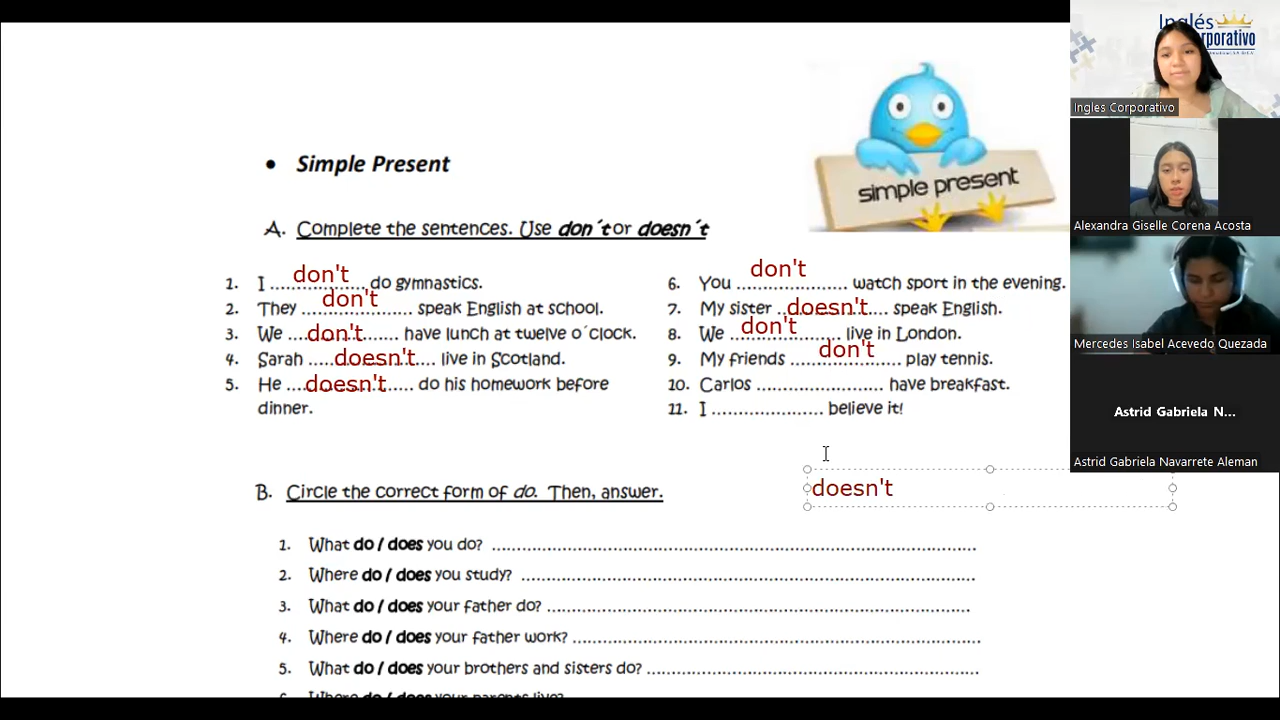 Inglés
Corporativo
Ingles Corporativo
Alexandra Giselle Corena Acosta
Mercedes Isabel Acevedo Quezada
Astrid Gabriela N...
Astrid Gabriela Navarrete Aleman
simple present
• Simple Present
A. Complete the sentences. Use don´t or doesn´t
1. I ......don't...... do gymnastics.
2. They ......don't...... speak English at school.
3. We ......don't...... have lunch at twelve o´clock.
4. Sarah ......doesn't...... live in Scotland.
5. He ......doesn't...... do his homework before
dinner.
6. You ......don't...... watch sport in the evening.
7. My sister ......doesn't...... speak English.
8. We ......don't...... live in London.
9. My friends ......don't...... play tennis.
10. Carlos ........................ have breakfast.
11. I ..................... believe it!
doesn't
B. Circle the correct form of do. Then, answer.
1. What do / does you do? ........................
2. Where do / does you study? ........................
3. What do / does your father do? ........................
4. Where do / does your father work? ........................
5. What do / does your brothers and sisters do? ........................
6. Where do / does your parents live?